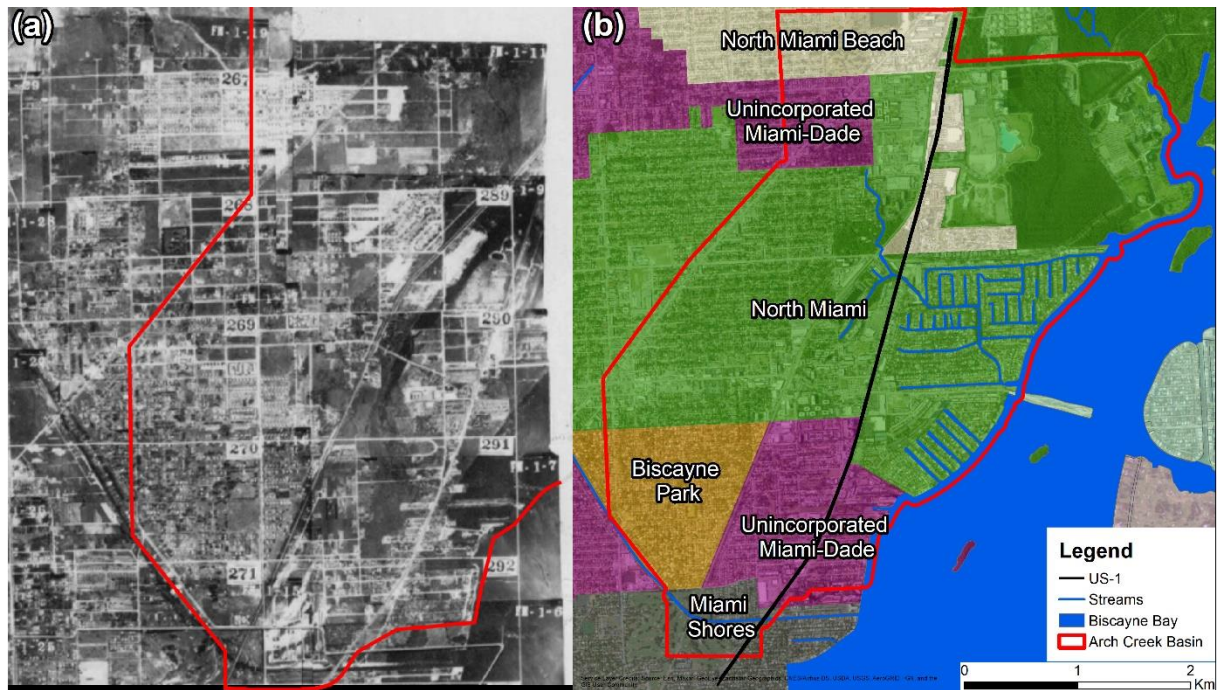 (a)
267
268
289
269
290
270
291
271
292
(b)
North Miami Beach
Unincorporated
Miami-Dade
North Miami
Biscayne
Park
Unincorporated
Miami-Dade
Miami
Shores
Legend
US-1
Streams
Biscayne Bay
Arch Creek Basin
0 1 2
Km